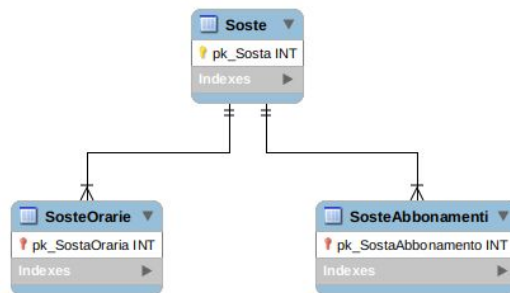 Soste
pk_Sosta INT
Indexes
SosteOrarie
pk_SostaOraria INT
Indexes
SosteAbbonamenti
pk_SostaAbbonamento INT
Indexes